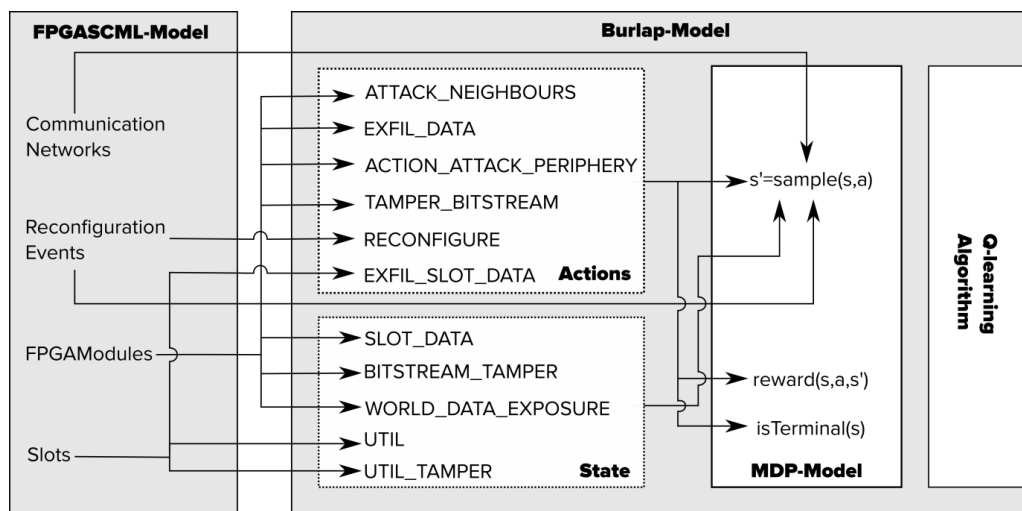 FPGASCML-Model
Communication
Networks
Reconfiguration
Events
FPGAModules
Slots
Burlap-Model
ATTACK_NEIGHBOURS
EXFIL_DATA
ACTION_ATTACK_PERIPHERY
TAMPER_BITSTREAM
RECONFIGURE
EXFIL_SLOT_DATA
Actions
SLOT_DATA
BITSTREAM_TAMPER
WORLD_DATA_EXPOSURE
UTIL
UTIL_TAMPER
State
s'=sample(s,a)
reward(s,a,s')
isTerminal(s)
MDP-Model
Q-learning
Algorithm